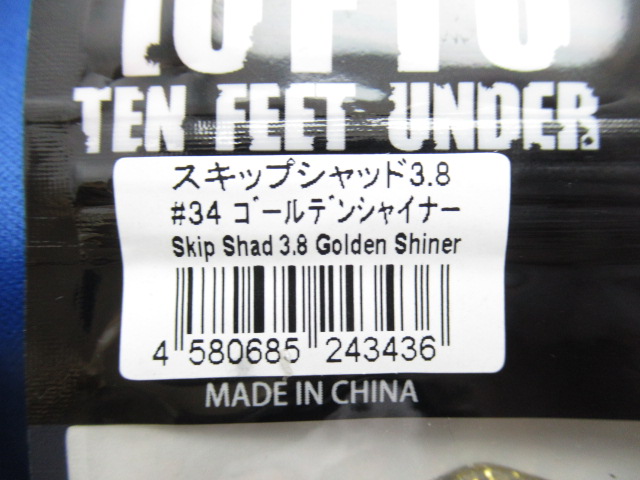 TEN FEET UNDER
スキップシャッド3.8
#34 ゴールデンシャイナー
Skip Shad 3.8 Golden Shiner
4 580685 243436
MADE IN CHINA